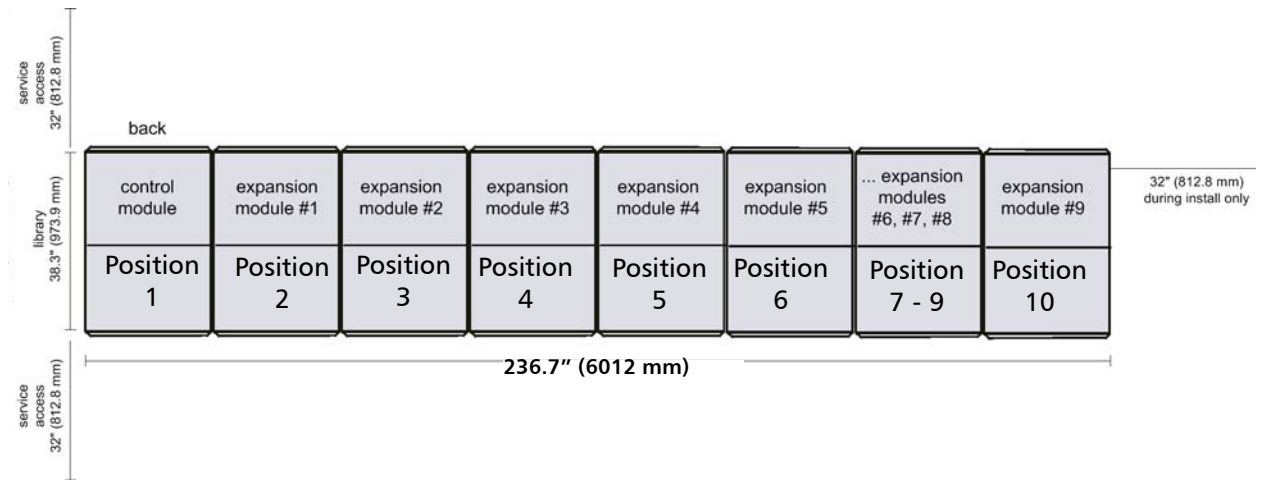 service
access
32" (812.8 mm)
back
library
38.3" (973.9 mm)
control
module
expansion
module #1
expansion
module #2
expansion
module #3
expansion
module #4
expansion
module #5
... expansion
modules
#6, #7, #8
expansion
module #9
32" (812.8 mm)
during install only
Position
1
Position
2
Position
3
Position
4
Position
5
Position
6
Position
7 - 9
Position
10
236.7” (6012 mm)
service
access
32" (812.8 mm)